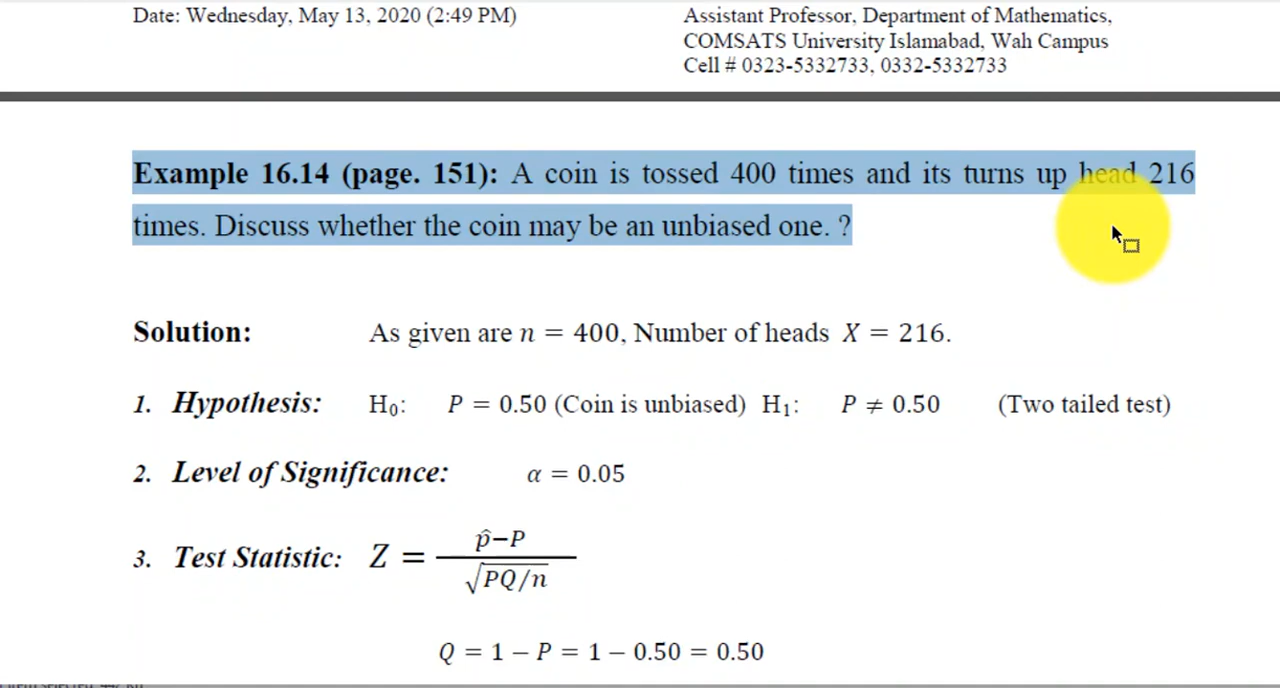 Date: Wednesday, May 13, 2020 (2:49 PM)
Assistant Professor, Department of Mathematics,
COMSATS University Islamabad, Wah Campus
Cell # 0323-5332733, 0332-5332733
Example 16.14 (page. 151): A coin is tossed 400 times and its turns up head 216
times. Discuss whether the coin may be an unbiased one. ?
Solution: As given are n = 400, Number of heads X = 216.
1. Hypothesis: H₀: P = 0.50 (Coin is unbiased) H₁: P ≠ 0.50 (Two tailed test)
2. Level of Significance: α = 0.05
3. Test Statistic: Z = (p̂−P) / √(PQ/n)
Q = 1 − P = 1 − 0.50 = 0.50